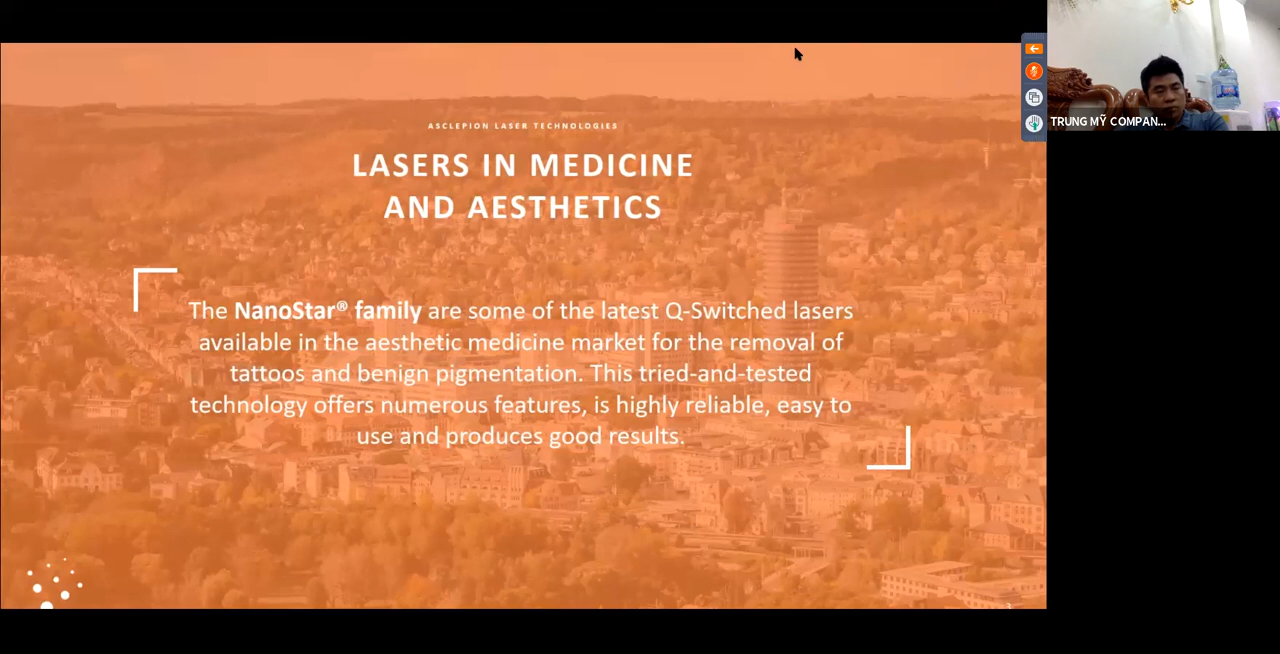 ASCLEPION LASER TECHNOLOGIES
LASERS IN MEDICINE
AND AESTHETICS
The NanoStar® family are some of the latest Q-Switched lasers
available in the aesthetic medicine market for the removal of
tattoos and benign pigmentation. This tried-and-tested
technology offers numerous features, is highly reliable, easy to
use and produces good results.
TRUNG MỸ COMPAN...